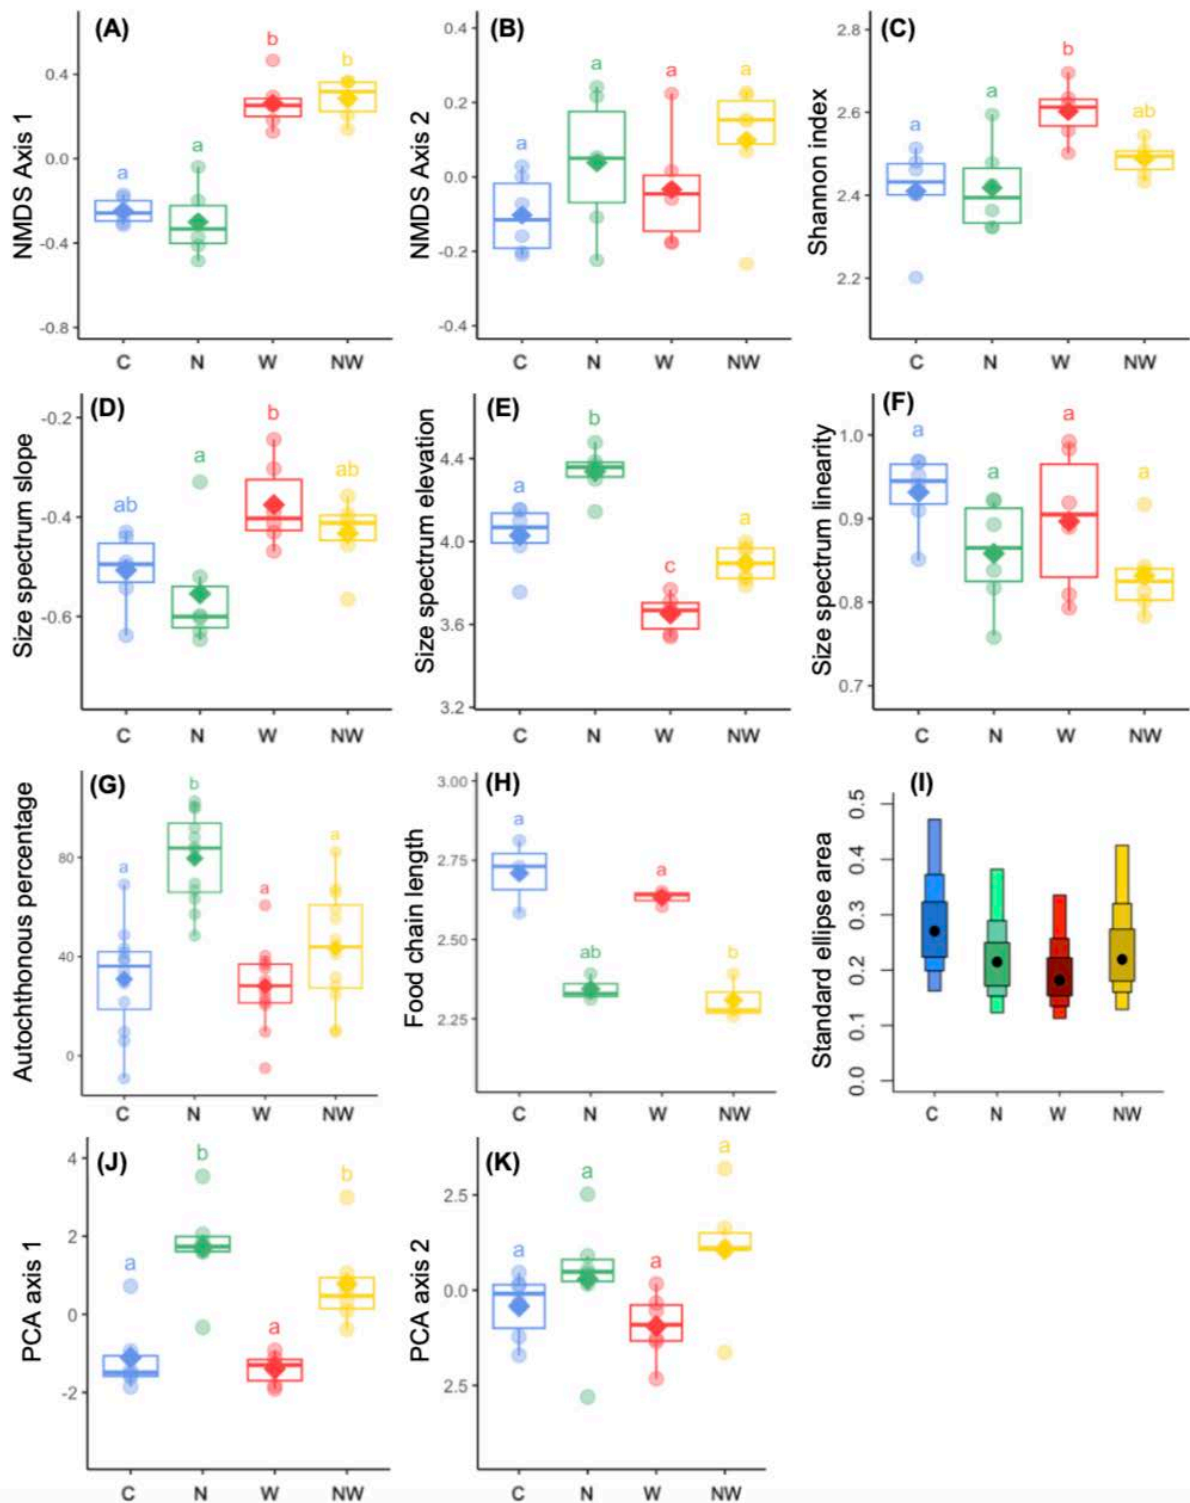 (A)
NMDS Axis 1
0.4
0.0
-0.4
-0.8
a
a
b
b
C N W NW
(B)
NMDS Axis 2
0.4
0.2
0.0
-0.2
-0.4
a
a
a
a
C N W NW
(C)
Shannon index
2.8
2.6
2.4
2.2
a
a
b
ab
C N W NW
(D)
Size spectrum slope
-0.2
-0.4
-0.6
ab
a
b
ab
C N W NW
(E)
Size spectrum elevation
4.4
4.0
3.6
3.2
a
b
c
a
C N W NW
(F)
Size spectrum linearity
1.0
0.9
0.8
0.7
a
a
a
a
C N W NW
(G)
Autochthonous percentage
80
40
0
a
b
a
a
C N W NW
(H)
Food chain length
3.00
2.75
2.50
2.25
a
ab
a
b
C N W NW
(I)
Standard ellipse area
0.5
0.4
0.3
0.2
0.1
0.0
C N W NW
(J)
PCA axis 1
4
2
0
-2
a
b
a
b
C N W NW
(K)
PCA axis 2
2.5
0.0
2.5
a
a
a
a
C N W NW